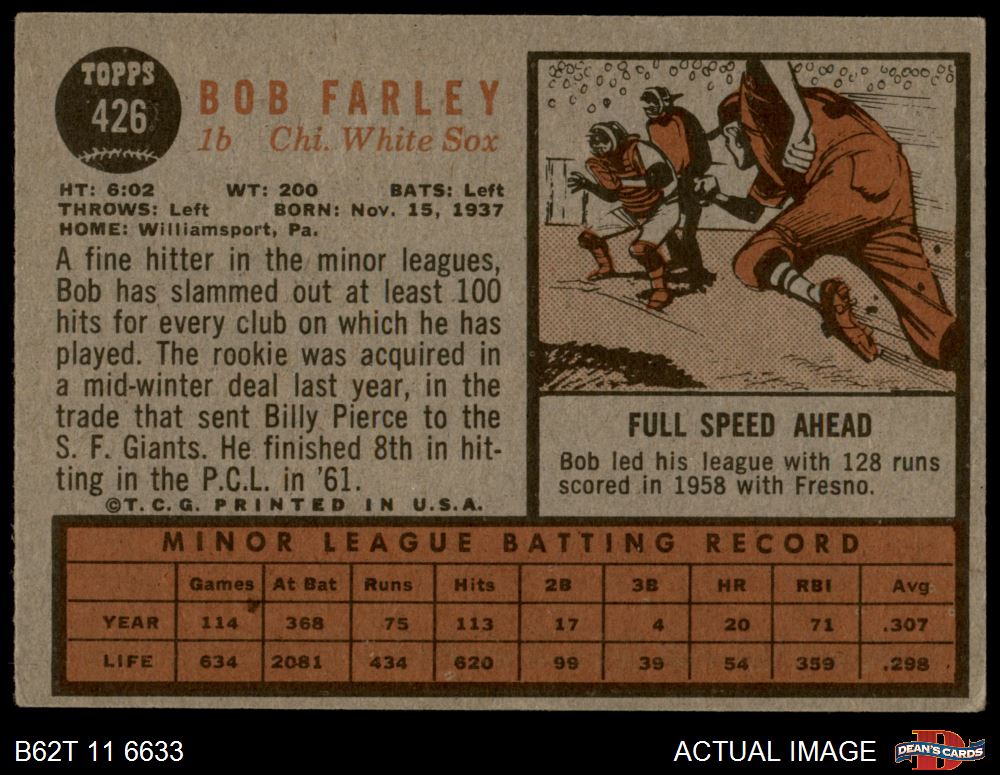 TOPPS
426
BOB FARLEY
1b Chi. White Sox
HT: 6:02 WT: 200 BATS: Left
THROWS: Left BORN: Nov. 15, 1937
HOME: Williamsport, Pa.
A fine hitter in the minor leagues,
Bob has slammed out at least 100
hits for every club on which he has
played. The rookie was acquired in
a mid-winter deal last year, in the
trade that sent Billy Pierce to the
S. F. Giants. He finished 8th in hit-
ting in the P.C.L. in '61.
©T.C.G. PRINTED IN U.S.A.
FULL SPEED AHEAD
Bob led his league with 128 runs
scored in 1958 with Fresno.
MINOR LEAGUE BATTING RECORD
Games At Bat Runs Hits 2B 3B HR RBI Avg
YEAR 114 368 75 113 17 4 20 71 .307
LIFE 634 2081 434 620 99 39 54 359 .298
B62T 11 6633
ACTUAL IMAGE
D
DEAN'S CARDS